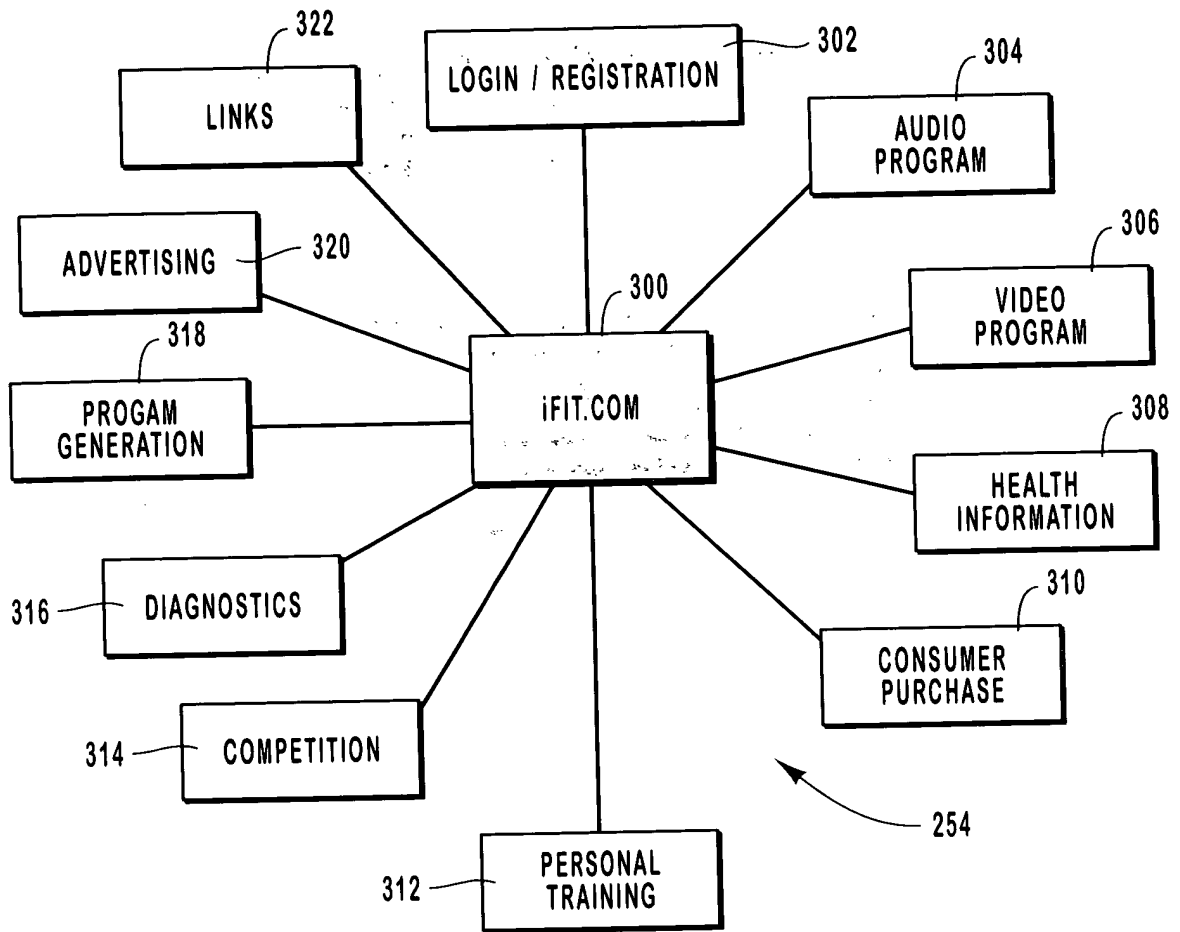 322
LINKS
302
LOGIN / REGISTRATION
304
AUDIO
PROGRAM
ADVERTISING
320
306
VIDEO
PROGRAM
300
iFIT.COM
318
PROGAM
GENERATION
308
HEALTH
INFORMATION
316
DIAGNOSTICS
310
CONSUMER
PURCHASE
314
COMPETITION
254
312
PERSONAL
TRAINING